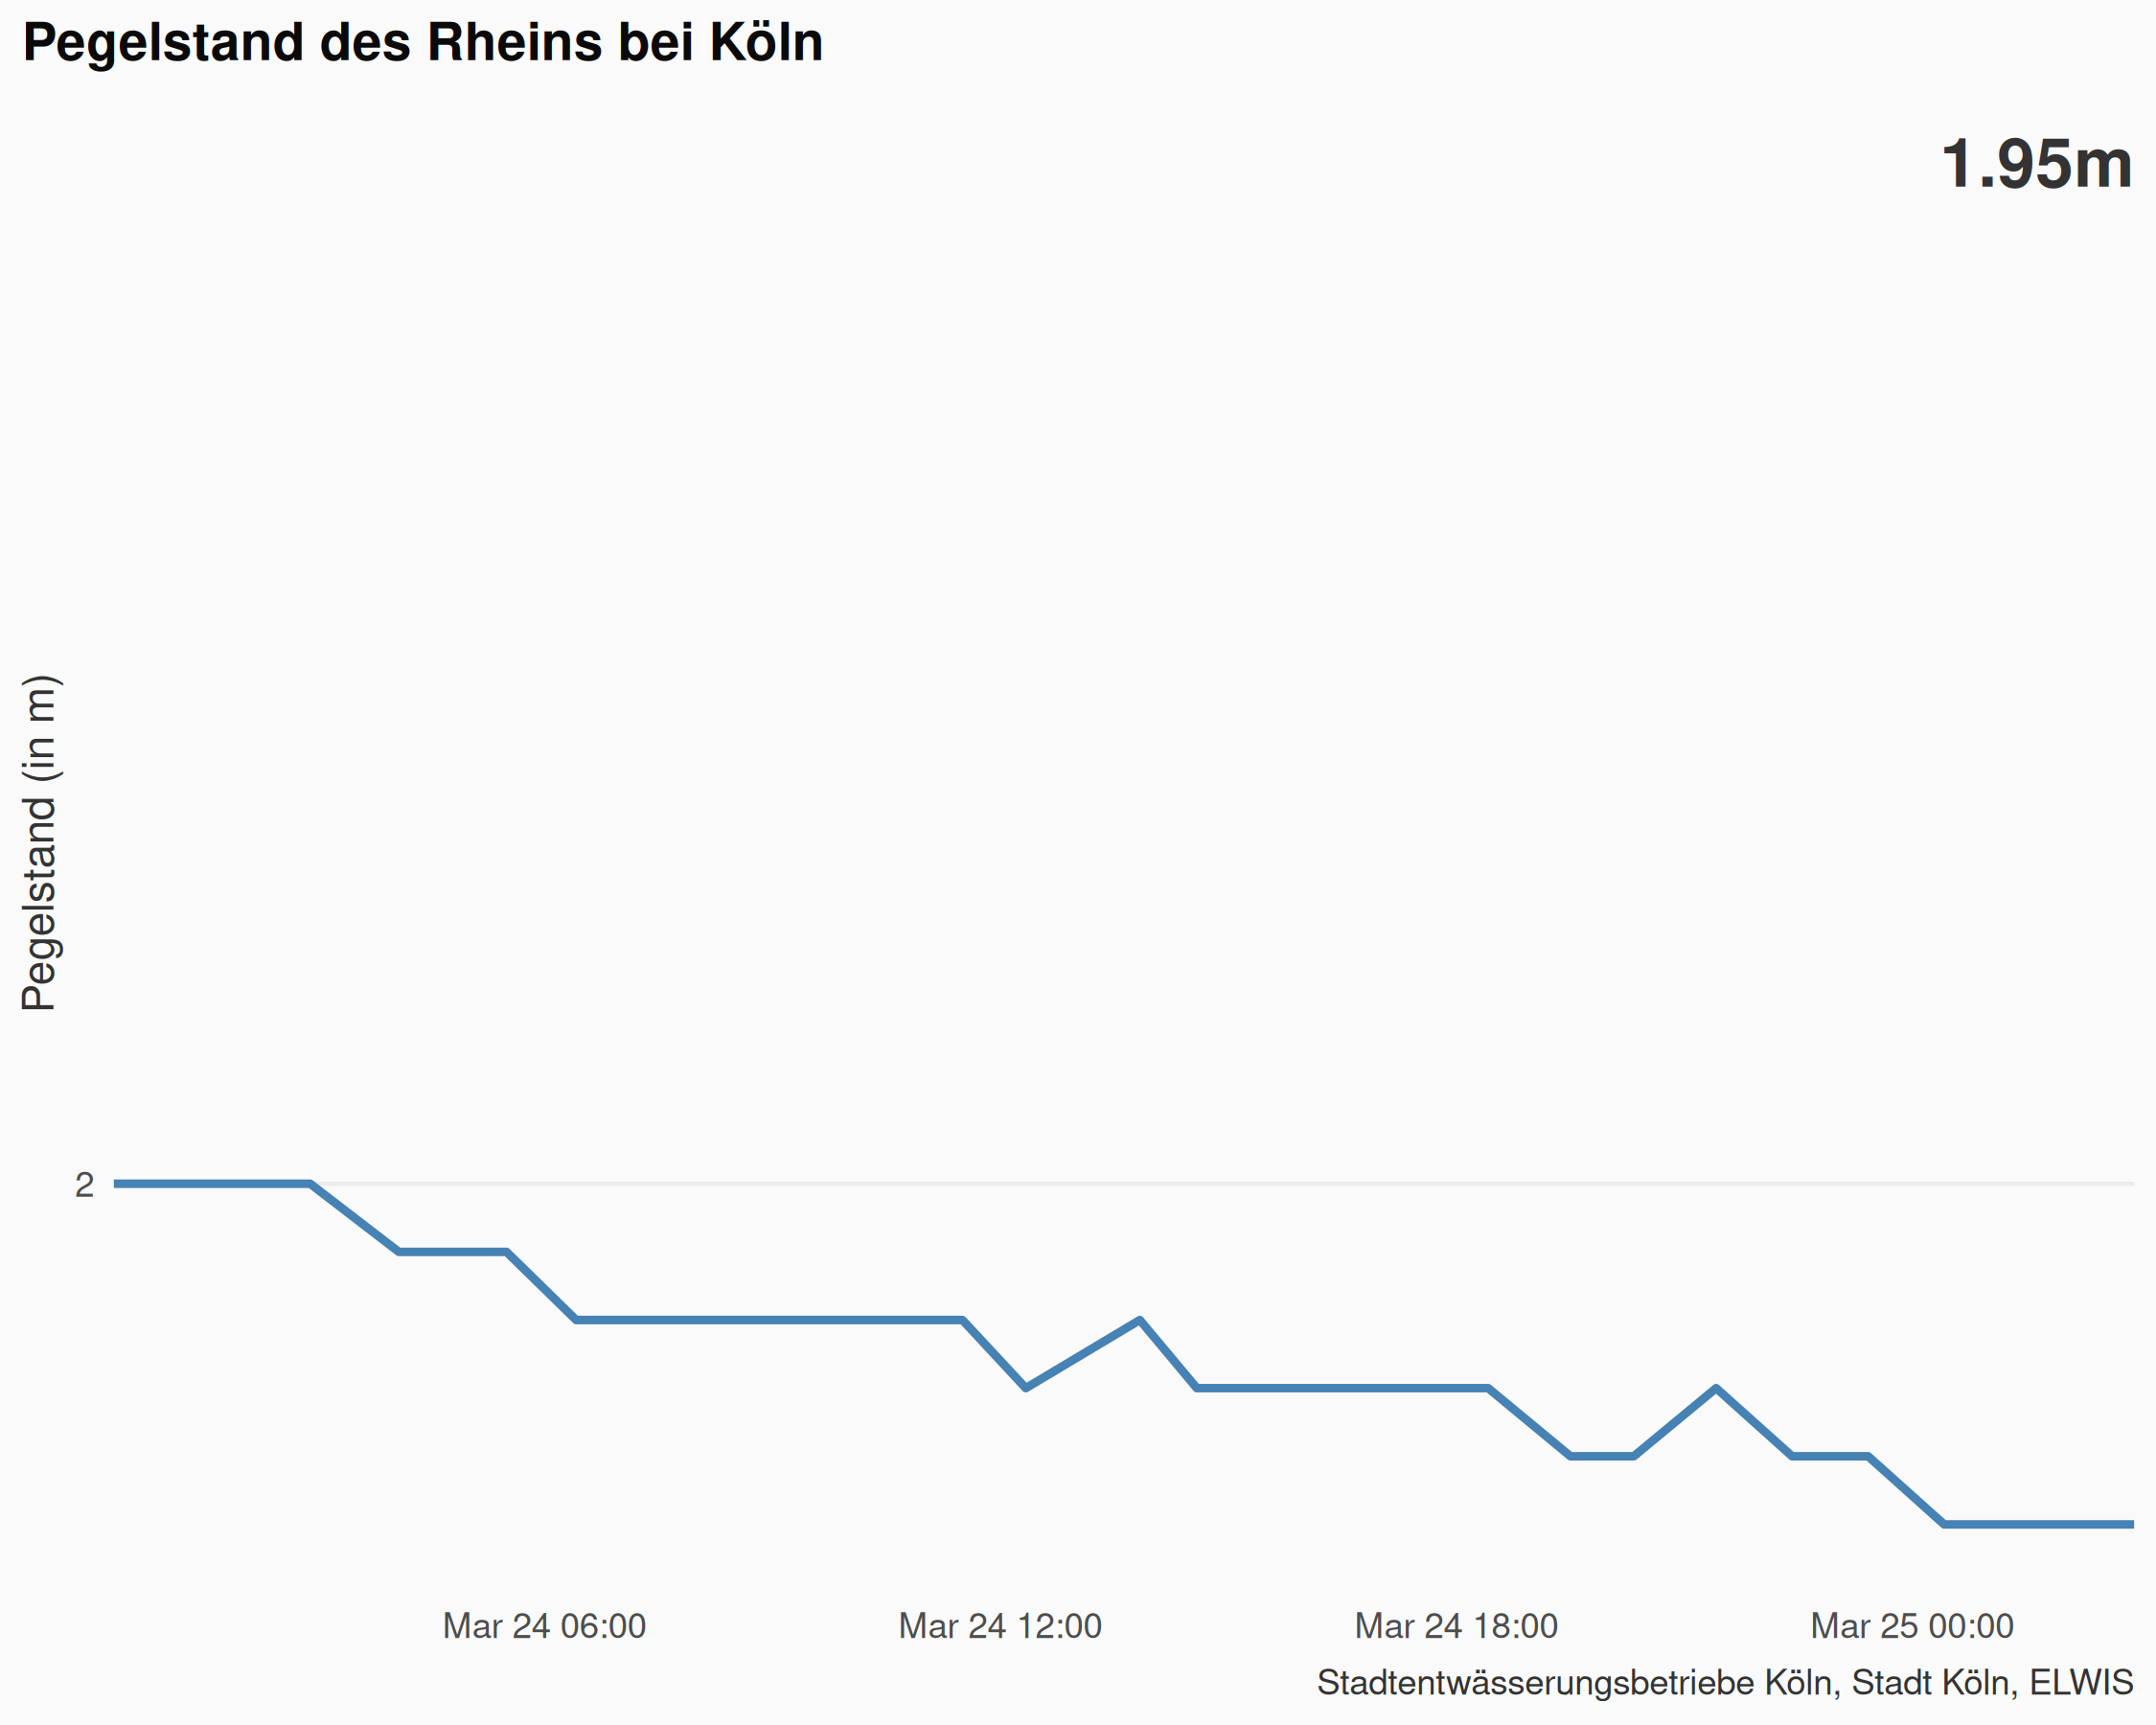 Pegelstand des Rheins bei Köln
1.95m
Pegelstand (in m)
2
Mar 24 06:00
Mar 24 12:00
Mar 24 18:00
Mar 25 00:00
Stadtentwässerungsbetriebe Köln, Stadt Köln, ELWIS